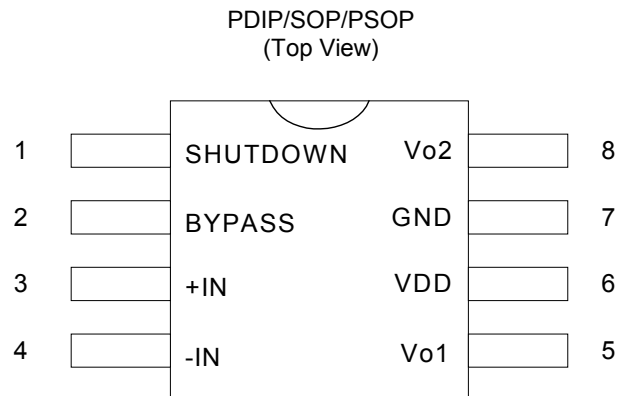 PDIP/SOP/PSOP
(Top View)
1 SHUTDOWN Vo2 8
2 BYPASS GND 7
3 +IN VDD 6
4 -IN Vo1 5